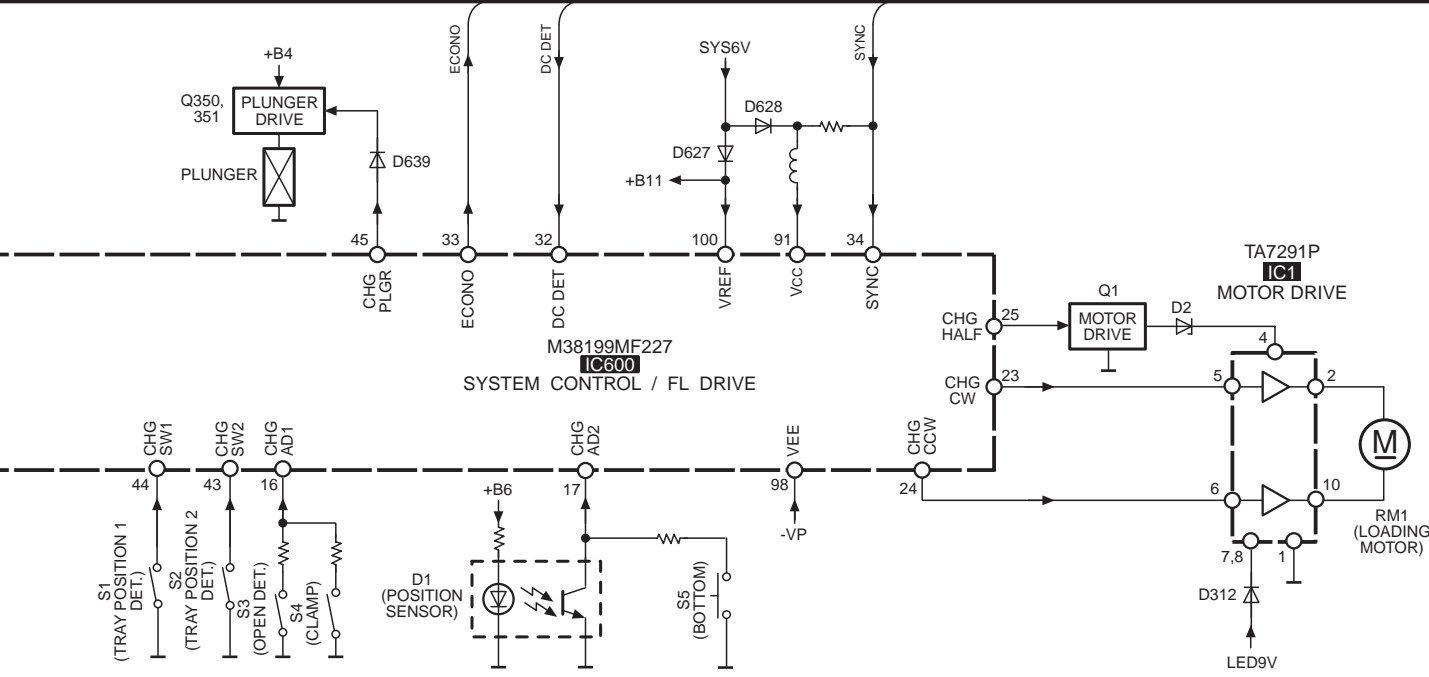 ECONO
DC DET
SYNC
+B4
SYS6V
Q350,
351
PLUNGER
DRIVE
D628
D639
D627
PLUNGER
+B11
45
33
32
100
91
34
CHG
PLGR
ECONO
DC DET
VREF
VCC
SYNC
TA7291P
IC1
MOTOR DRIVE
CHG
HALF
25
Q1
MOTOR
DRIVE
D2
4
M38199MF227
IC600
SYSTEM CONTROL / FL DRIVE
CHG
CW
23
5
2
M
CHG
SW1
CHG
SW2
CHG
AD1
CHG
AD2
VEE
CHG
CCW
44
43
16
17
98
24
6
10
RM1
(LOADING
MOTOR)
+B6
-VP
7,8
1
S1
(TRAY POSITION 1
DET.)
S2
(TRAY POSITION 2
DET.)
S3
(OPEN DET.)
S4
(CLAMP)
D1
(POSITION
SENSOR)
S5
(BOTTOM)
D312
LED9V